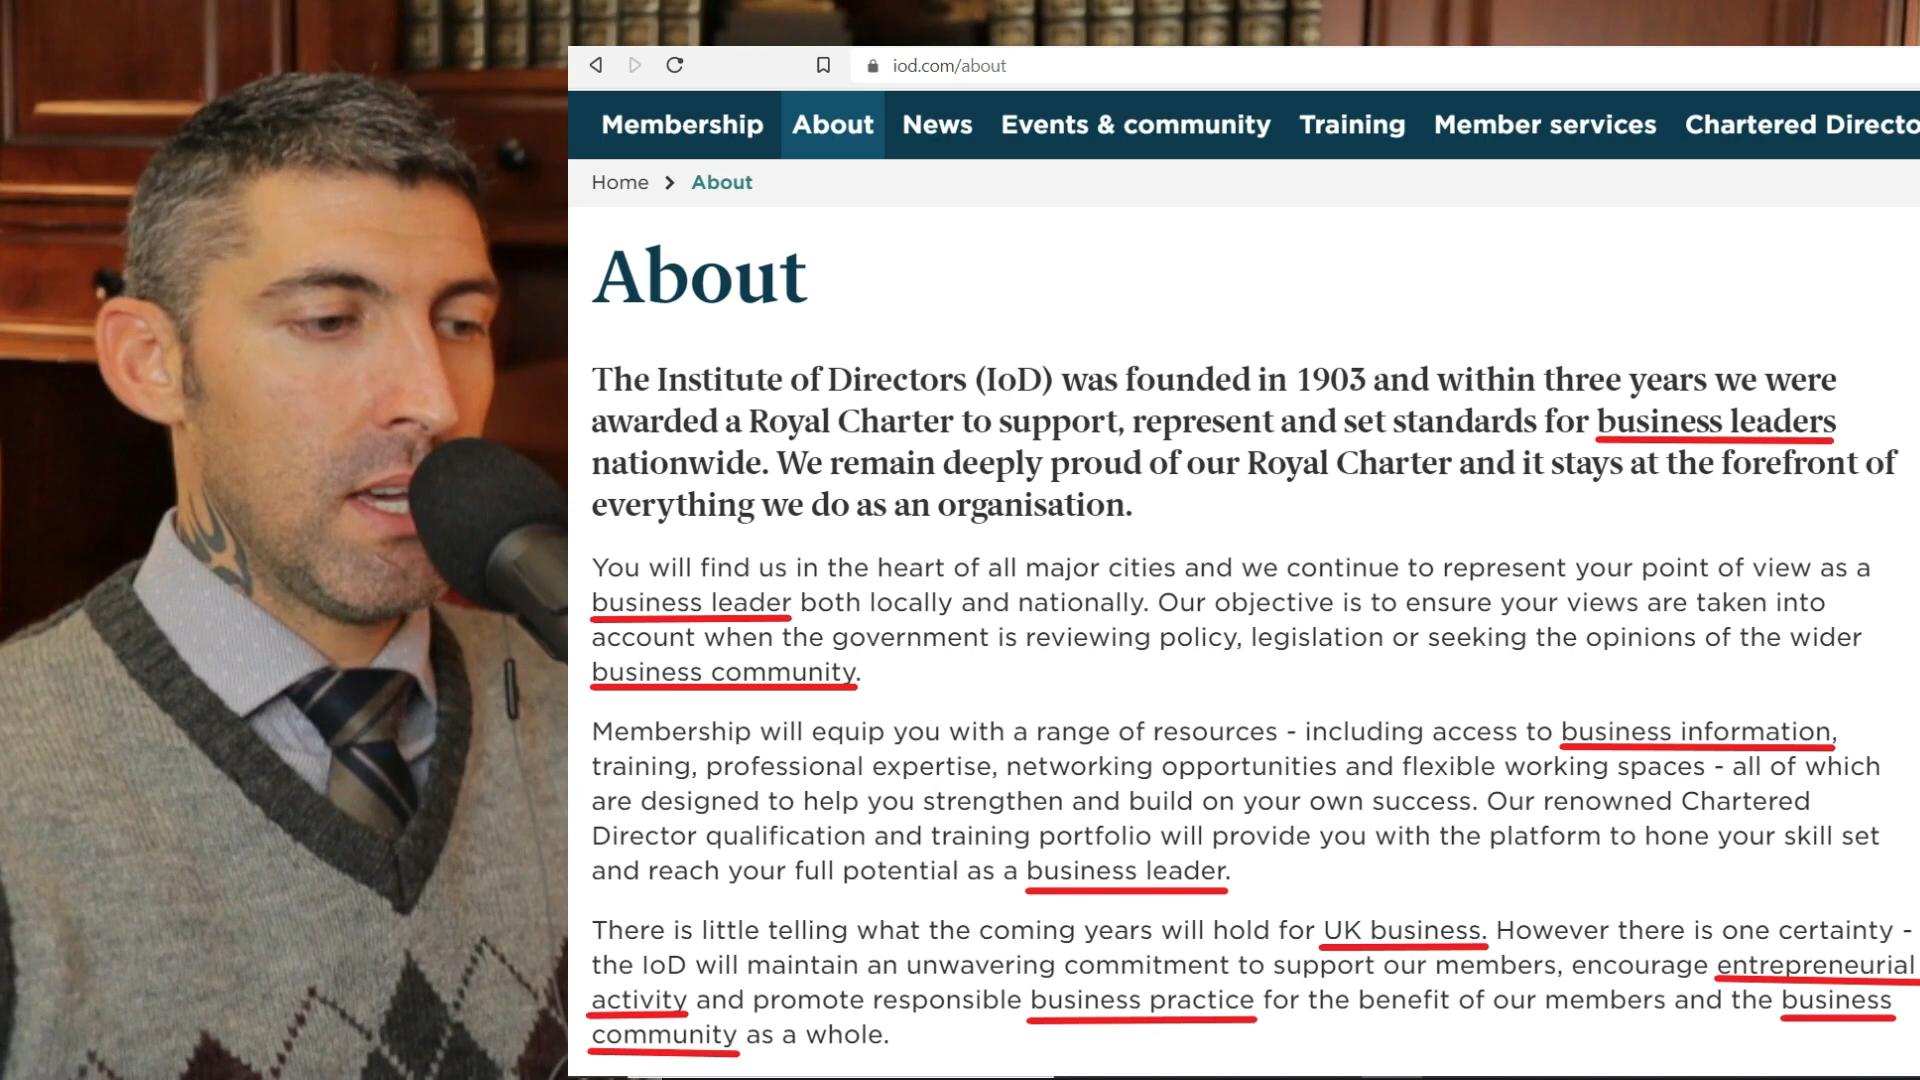 iod.com/about
Membership About News Events & community Training Member services Chartered Directo
Home > About
About
The Institute of Directors (IoD) was founded in 1903 and within three years we were
awarded a Royal Charter to support, represent and set standards for business leaders
nationwide. We remain deeply proud of our Royal Charter and it stays at the forefront of
everything we do as an organisation.
You will find us in the heart of all major cities and we continue to represent your point of view as a
business leader both locally and nationally. Our objective is to ensure your views are taken into
account when the government is reviewing policy, legislation or seeking the opinions of the wider
business community.
Membership will equip you with a range of resources - including access to business information,
training, professional expertise, networking opportunities and flexible working spaces - all of which
are designed to help you strengthen and build on your own success. Our renowned Chartered
Director qualification and training portfolio will provide you with the platform to hone your skill set
and reach your full potential as a business leader.
There is little telling what the coming years will hold for UK business. However there is one certainty -
the IoD will maintain an unwavering commitment to support our members, encourage entrepreneurial
activity and promote responsible business practice for the benefit of our members and the business
community as a whole.